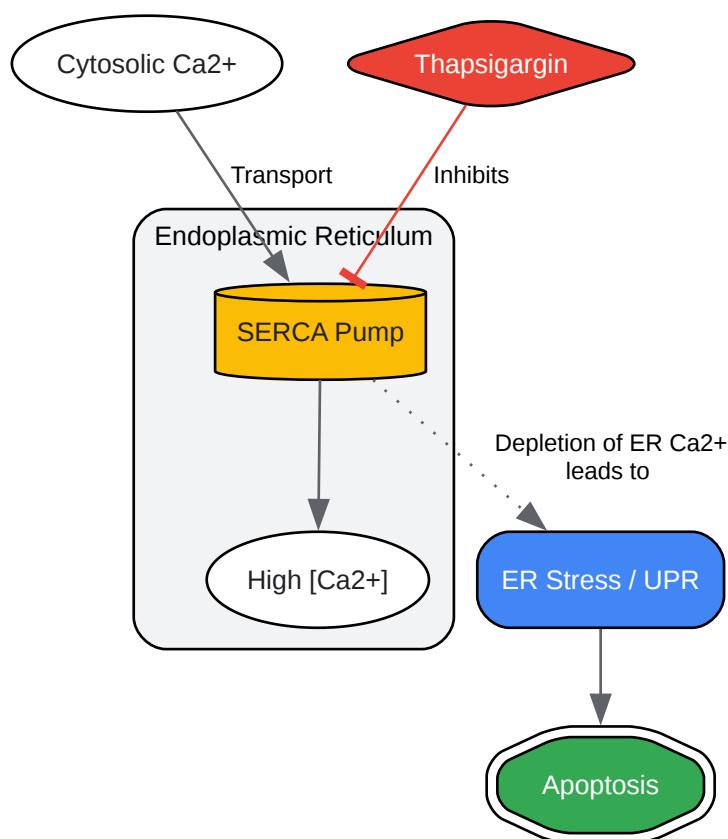 Cytosolic Ca2+
Thapsigargin
Transport
Inhibits
Endoplasmic Reticulum
SERCA Pump
Depletion of ER Ca2+
leads to
High [Ca2+]
ER Stress / UPR
Apoptosis